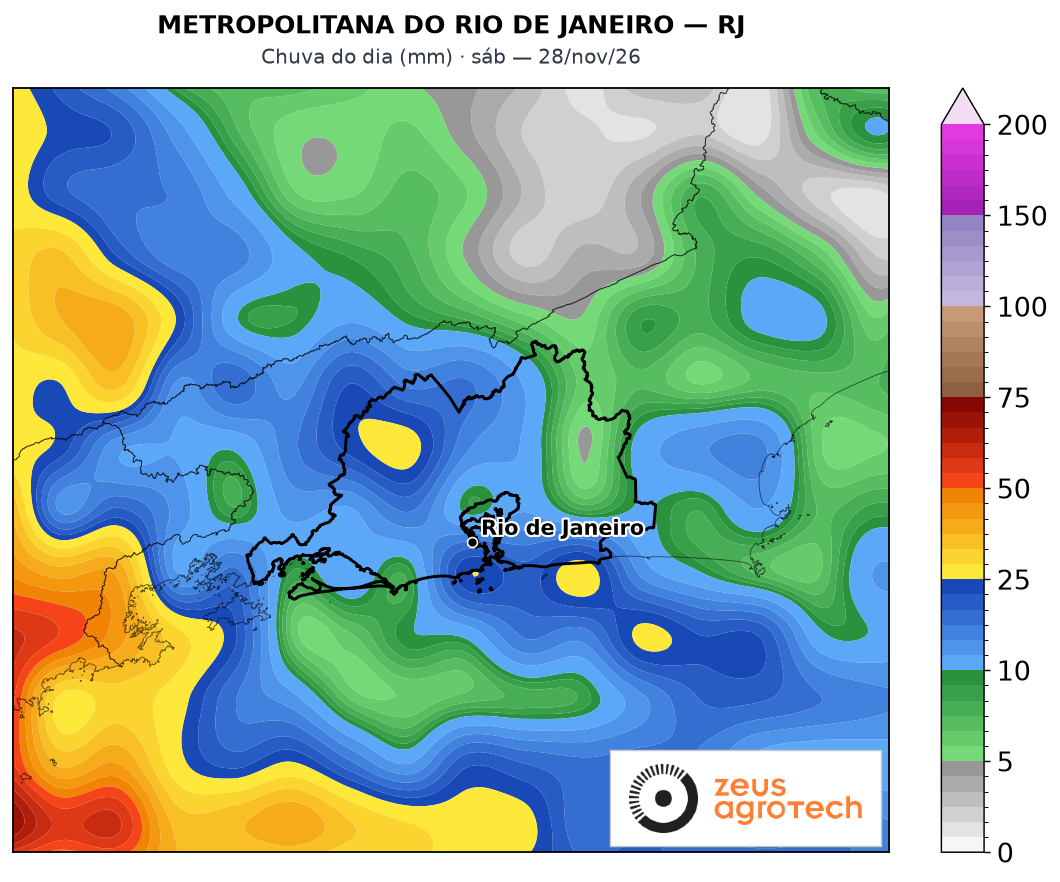 METROPOLITANA DO RIO DE JANEIRO — RJ
Chuva do dia (mm) · sáb — 28/nov/26
200
150
100
75
50
25
10
5
0
Rio de Janeiro
zeus
agrotech